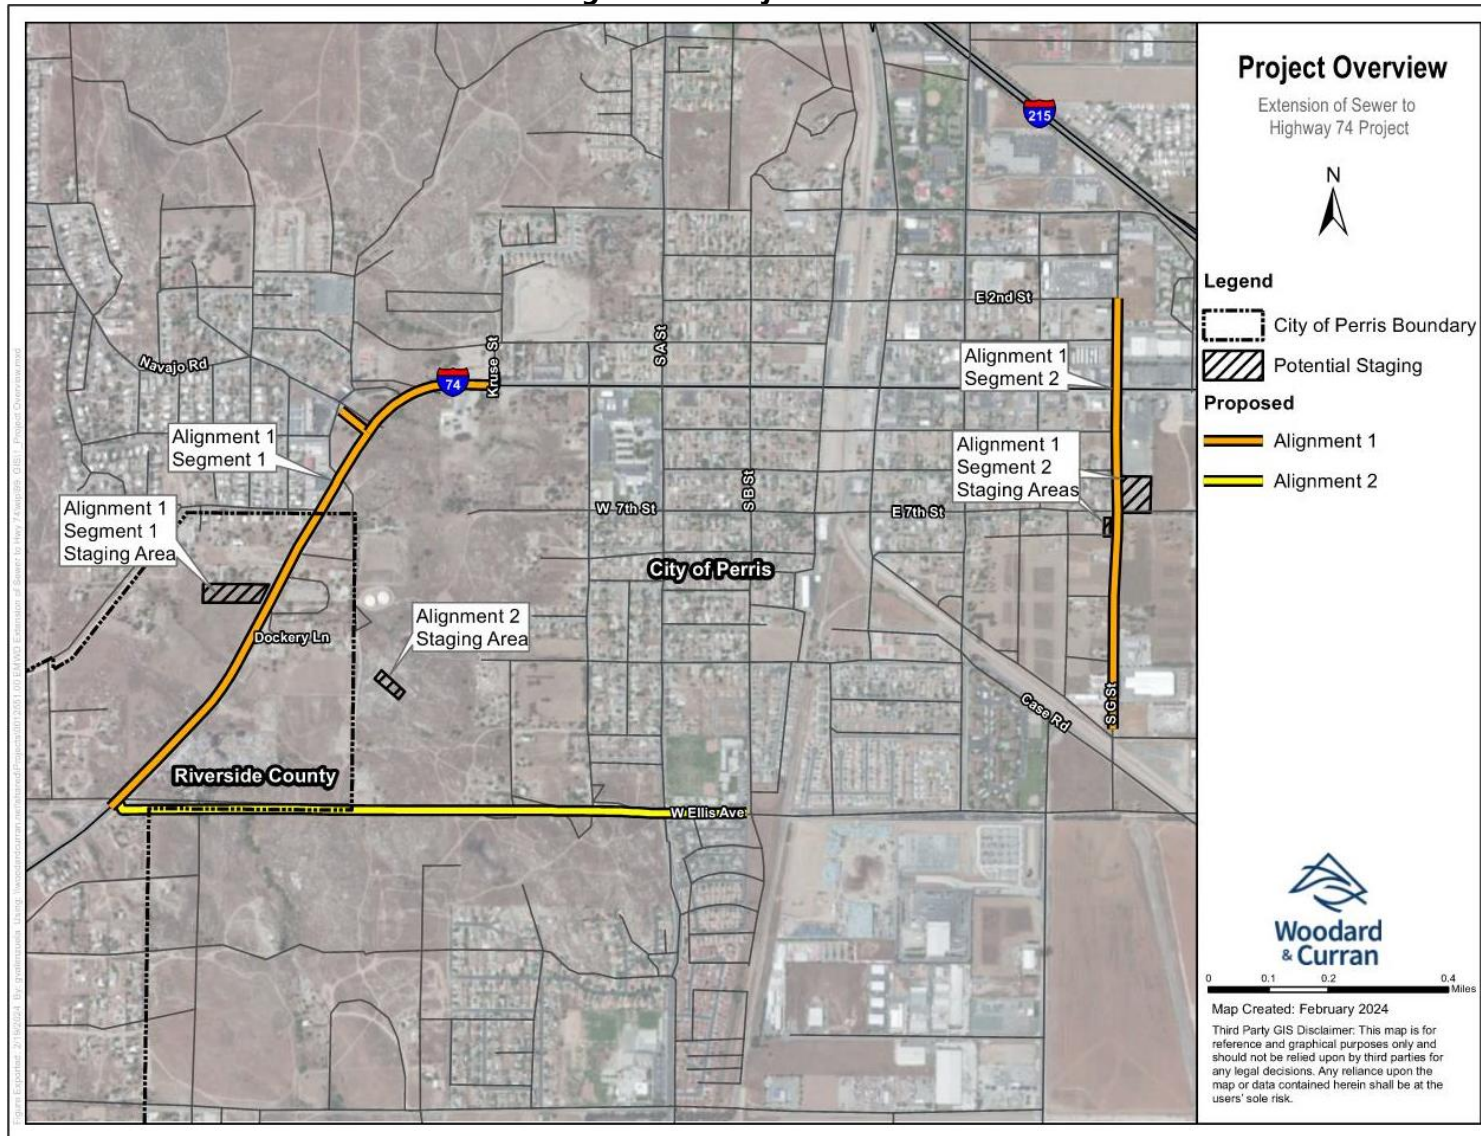 Project Overview
Extension of Sewer to
Highway 74 Project
N
Legend
City of Perris Boundary
Potential Staging
Proposed
Alignment 1
Alignment 2
215
E 2nd St
S A St
Kruse St
Navajo Rd
74
Alignment 1
Segment 2
Alignment 1
Segment 1
Alignment 1
Segment 2
Staging Areas
S B St
W 7th St
E 7th St
Alignment 1
Segment 1
Staging Area
City of Perris
Alignment 2
Staging Area
Dockery Ln
Case Rd
S G St
Riverside County
W Ellis Ave
Woodard
& Curran
0 0.1 0.2 0.4
Miles
Map Created: February 2024
Third Party GIS Disclaimer: This map is for
reference and graphical purposes only and
should not be relied upon by third parties for
any legal decisions. Any reliance upon the
map or data contained herein shall be at the
users' sole risk.